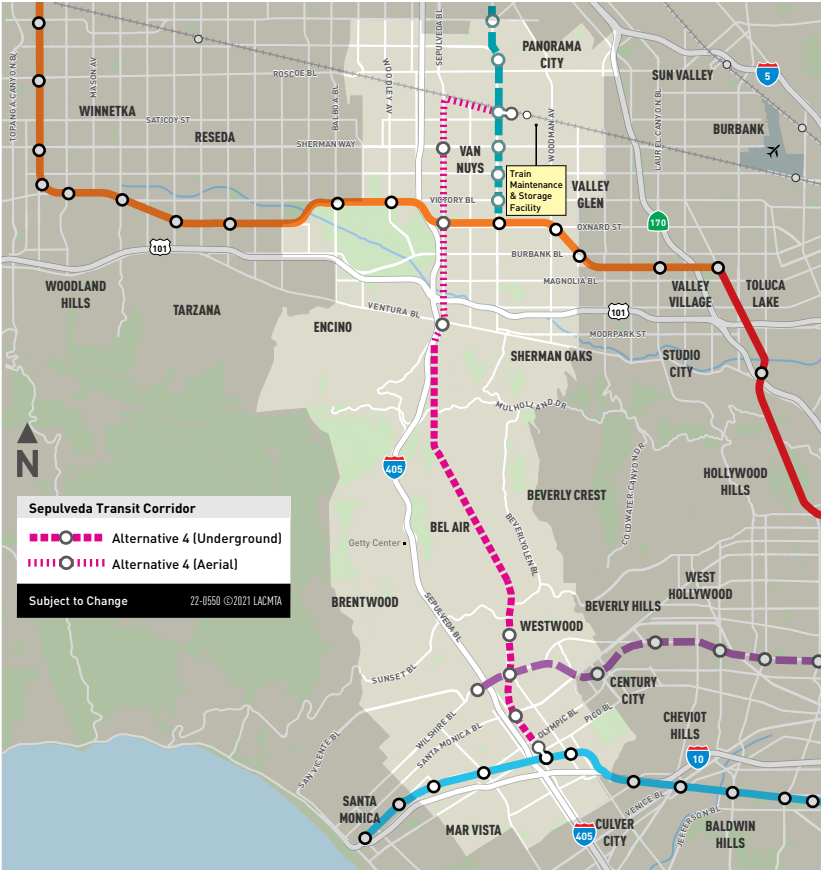 SEPULVEDA BL
PANORAMA
CITY
SUN VALLEY
5
TOPANGA CANYON BL
MASON AV
ROSCOE BL
WOODLEY AV
BALBOA BL
WINNETKA
SATICOY ST
RESEDA
SHERMAN WAY
WOODMAN AV
LAUREL CANYON BL
BURBANK
VAN
NUYS
Train
Maintenance
& Storage
Facility
VALLEY
GLEN
VICTORY BL
OXNARD ST
170
101
BURBANK BL
MAGNOLIA BL
WOODLAND
HILLS
TARZANA
VALLEY
VILLAGE
TOLUCA
LAKE
VENTURA BL
101
ENCINO
MOORPARK ST
SHERMAN OAKS
STUDIO
CITY
MULHOLLAND DR
N
405
COLDWATER CANYON DR
HOLLYWOOD
HILLS
BEVERLY CREST
Sepulveda Transit Corridor
Alternative 4 (Underground)
Alternative 4 (Aerial)
Subject to Change
22-0550 ©2021 LACMTA
BEL AIR
BEVERLY GLEN BL
Getty Center
BRENTWOOD
SEPULVEDA BL
WEST
HOLLYWOOD
BEVERLY HILLS
WESTWOOD
SUNSET BL
CENTURY
CITY
WILSHIRE BL
SANTA MONICA BL
OLYMPIC BL
PICO BL
CHEVIOT
HILLS
10
SAN VICENTE BL
SANTA
MONICA
MAR VISTA
405
CULVER
CITY
VENICE BL
JEFFERSON BL
BALDWIN
HILLS